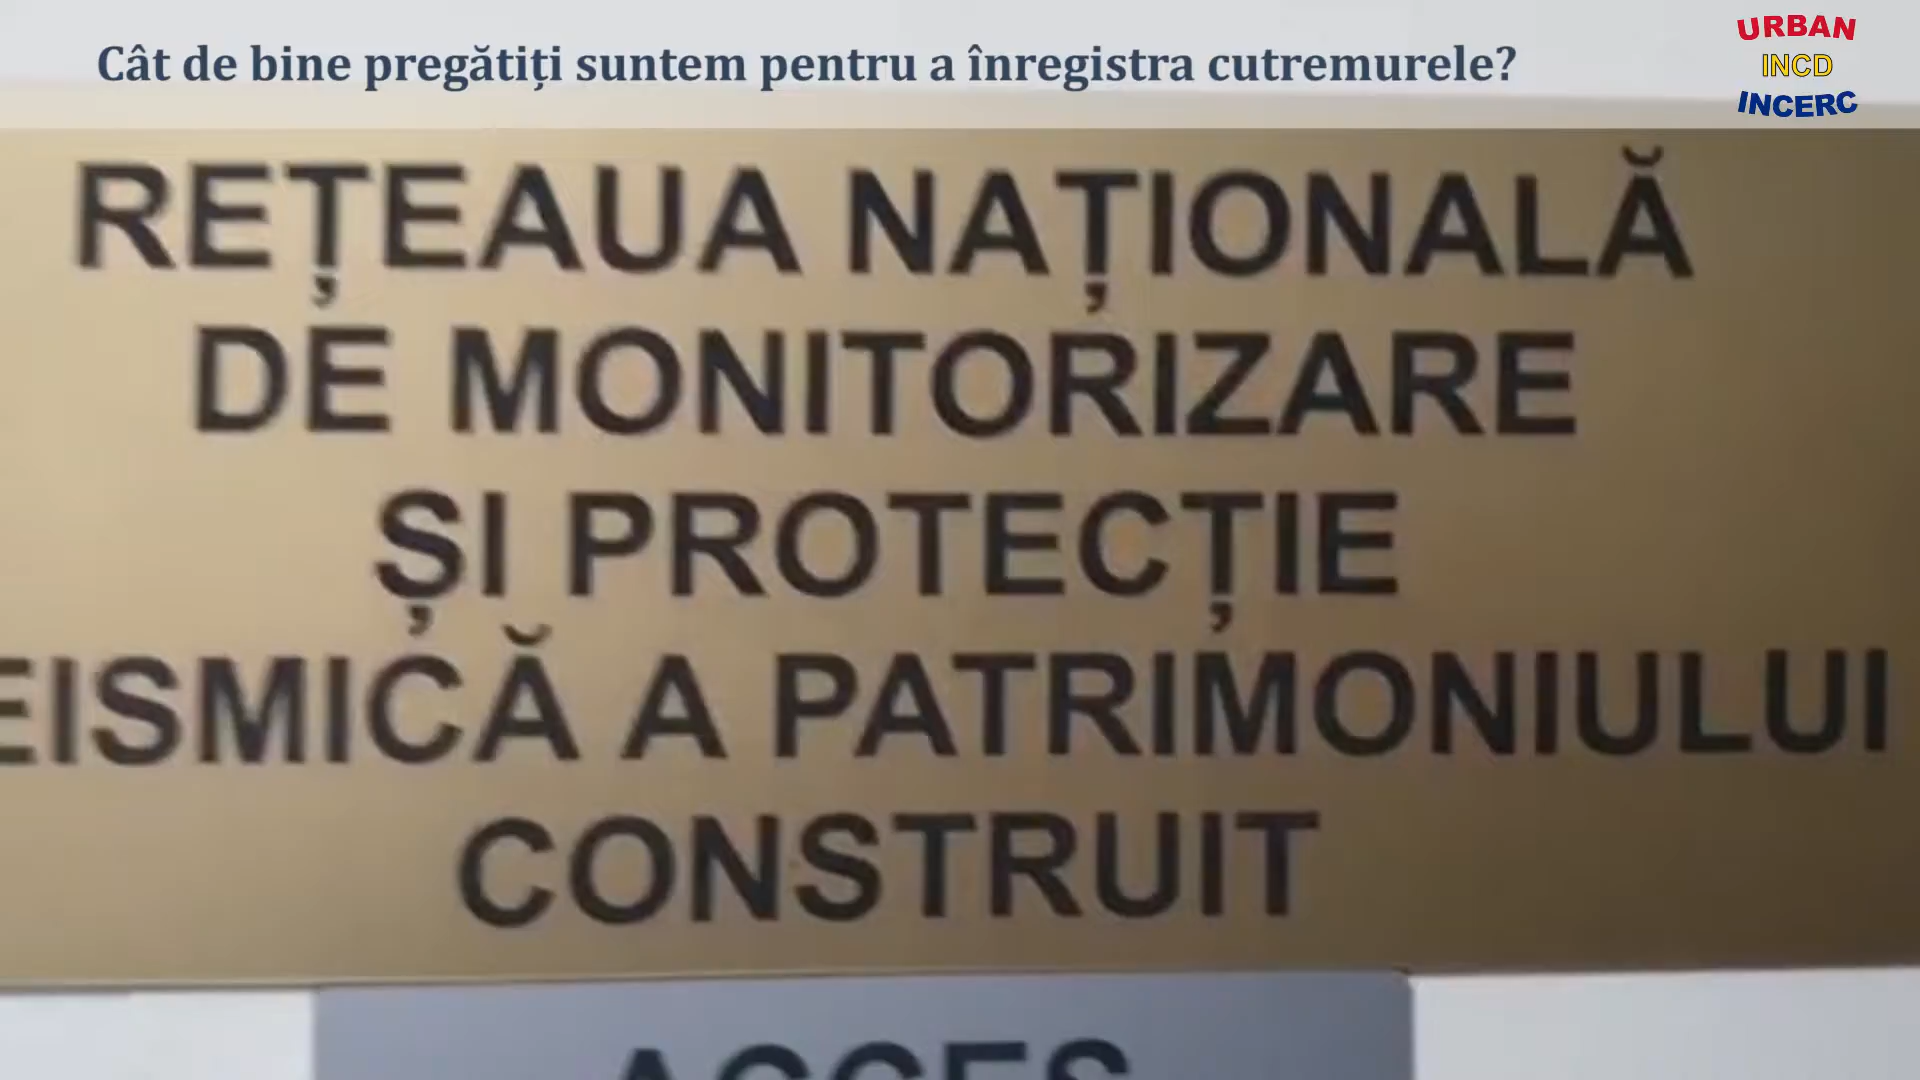 Cât de bine pregătiți suntem pentru a înregistra cutremurele?
URBAN
INCD
INCERC
REȚEAUA NAȚIONALĂ
DE MONITORIZARE
ȘI PROTECȚIE
EISMICĂ A PATRIMONIULUI
CONSTRUIT
ACCES